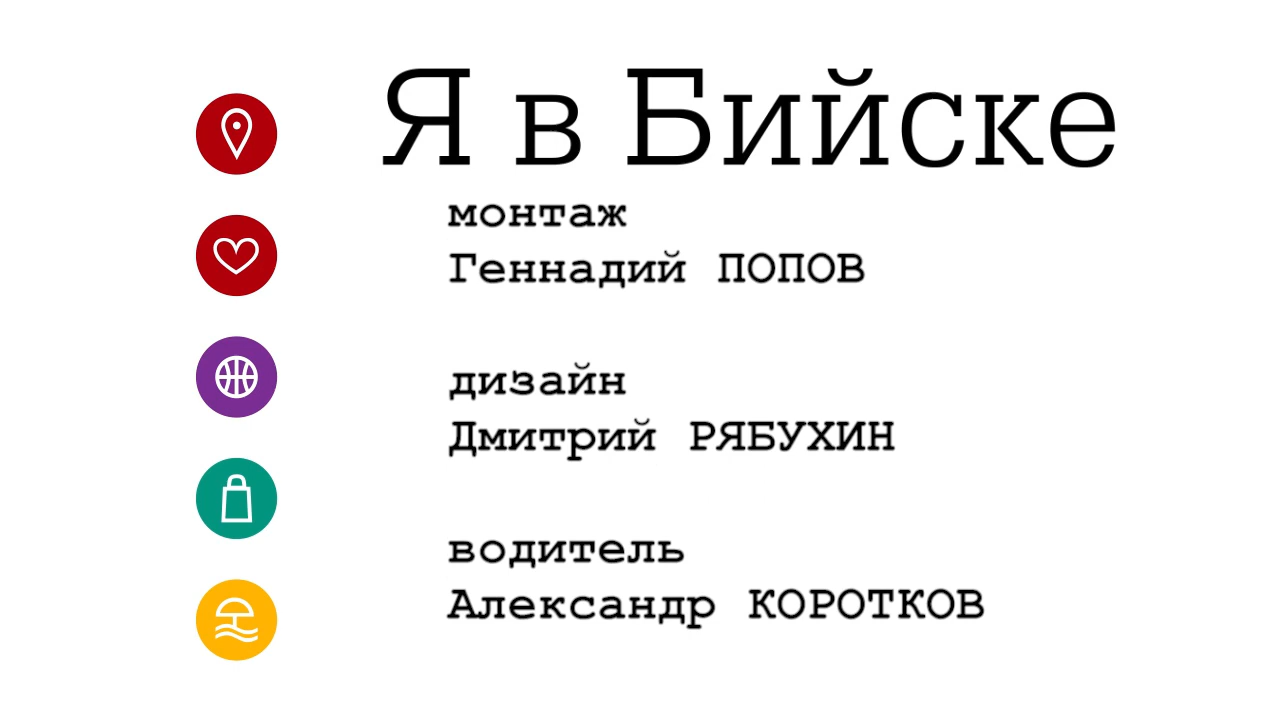 Я в Бийске
монтаж
Геннадий ПОПОВ
дизайн
Дмитрий РЯБУХИН
водитель
Александр КОРОТКОВ